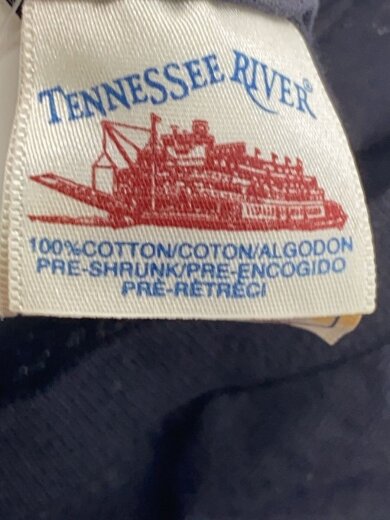 TENNESSEE RIVER®
100%COTTON/COTON/ALGODON
PRE-SHRUNK/PRE-ENCOGIDO
PRÉ-RÉTRÉCI